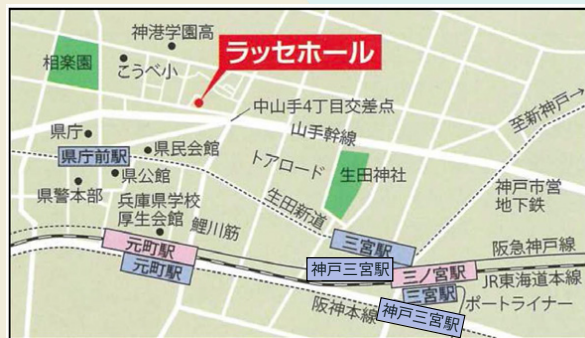 神港学園高
ラッセホール
相楽園
こうべ小
中山手4丁目交差点
至新神戸→
山手幹線
県庁
県民会館
県庁前駅
トアロード
生田神社
県公館
県警本部
神戸市営
地下鉄
兵庫県学校
厚生会館
鯉川筋
生田新道
三宮駅
元町駅
元町駅
神戸三宮駅
三ノ宮駅
阪急神戸線
JR東海道本線
三宮駅
ポートライナー
阪神本線
神戸三宮駅